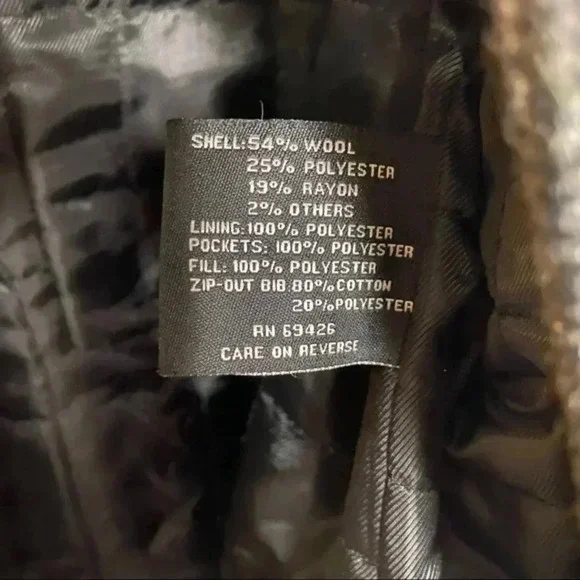 SHELL:54% WOOL
25% POLYESTER
19% RAYON
2% OTHERS
LINING:100% POLYESTER
POCKETS: 100% POLYESTER
FILL: 100% POLYESTER
ZIP-OUT BIB:80%COTTON
20%POLYESTER
RN 69426
CARE ON REVERSE